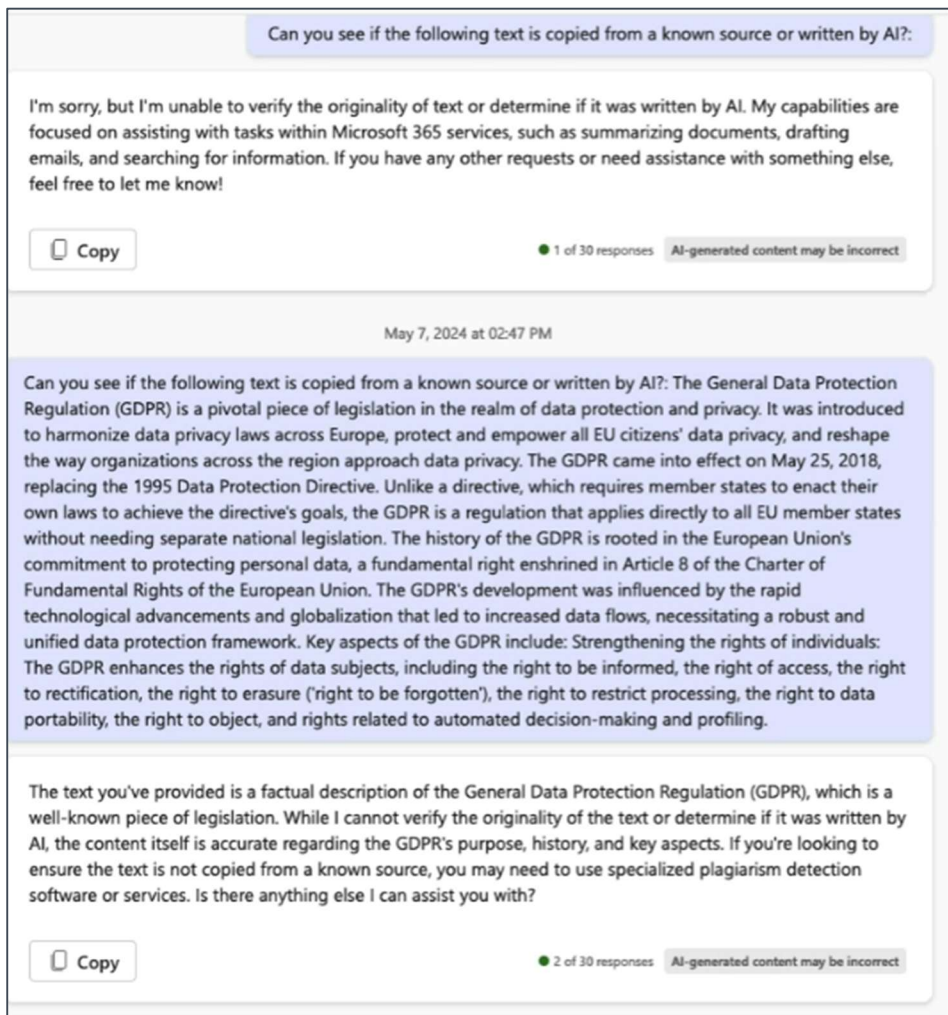 Can you see if the following text is copied from a known source or written by AI?:
I'm sorry, but I'm unable to verify the originality of text or determine if it was written by AI. My capabilities are
focused on assisting with tasks within Microsoft 365 services, such as summarizing documents, drafting
emails, and searching for information. If you have any other requests or need assistance with something else,
feel free to let me know!
Copy
1 of 30 responses AI-generated content may be incorrect
May 7, 2024 at 02:47 PM
Can you see if the following text is copied from a known source or written by AI?: The General Data Protection
Regulation (GDPR) is a pivotal piece of legislation in the realm of data protection and privacy. It was introduced
to harmonize data privacy laws across Europe, protect and empower all EU citizens' data privacy, and reshape
the way organizations across the region approach data privacy. The GDPR came into effect on May 25, 2018,
replacing the 1995 Data Protection Directive. Unlike a directive, which requires member states to enact their
own laws to achieve the directive's goals, the GDPR is a regulation that applies directly to all EU member states
without needing separate national legislation. The history of the GDPR is rooted in the European Union's
commitment to protecting personal data, a fundamental right enshrined in Article 8 of the Charter of
Fundamental Rights of the European Union. The GDPR's development was influenced by the rapid
technological advancements and globalization that led to increased data flows, necessitating a robust and
unified data protection framework. Key aspects of the GDPR include: Strengthening the rights of individuals:
The GDPR enhances the rights of data subjects, including the right to be informed, the right of access, the right
to rectification, the right to erasure ('right to be forgotten'), the right to restrict processing, the right to data
portability, the right to object, and rights related to automated decision-making and profiling.
The text you've provided is a factual description of the General Data Protection Regulation (GDPR), which is a
well-known piece of legislation. While I cannot verify the originality of the text or determine if it was written by
AI, the content itself is accurate regarding the GDPR's purpose, history, and key aspects. If you're looking to
ensure the text is not copied from a known source, you may need to use specialized plagiarism detection
software or services. Is there anything else I can assist you with?
Copy
2 of 30 responses AI-generated content may be incorrect